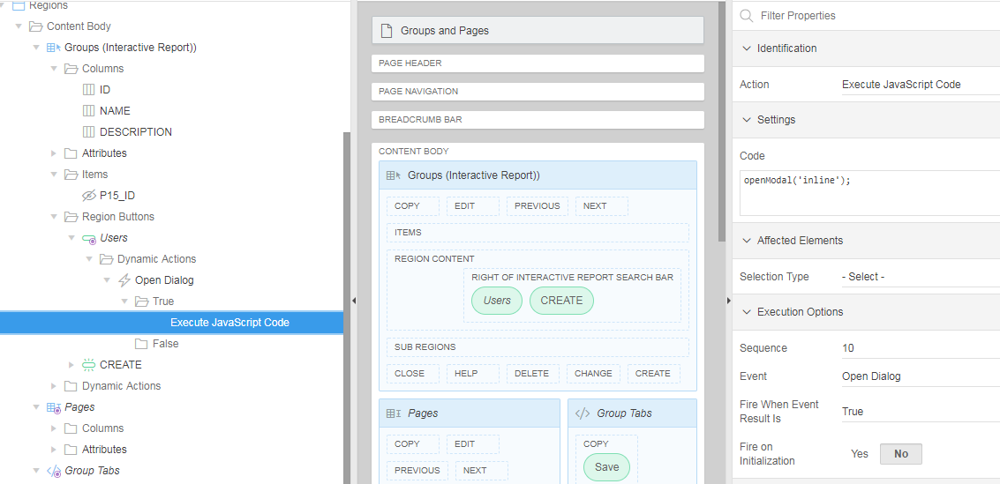 Regions
Content Body
Groups (Interactive Report))
Columns
ID
NAME
DESCRIPTION
Attributes
Items
P15_ID
Region Buttons
Users
Dynamic Actions
Open Dialog
True
Execute JavaScript Code
False
CREATE
Dynamic Actions
Pages
Columns
Attributes
Group Tabs
Groups and Pages
PAGE HEADER
PAGE NAVIGATION
BREADCRUMB BAR
CONTENT BODY
Groups (Interactive Report))
COPY EDIT PREVIOUS NEXT
ITEMS
REGION CONTENT
RIGHT OF INTERACTIVE REPORT SEARCH BAR
Users CREATE
SUB REGIONS
CLOSE HELP DELETE CHANGE CREATE
Pages
COPY EDIT
PREVIOUS NEXT
Group Tabs
COPY
Save
Filter Properties
Identification
Action Execute JavaScript Code
Settings
Code
openModal('inline');
Affected Elements
Selection Type - Select -
Execution Options
Sequence 10
Event Open Dialog
Fire When Event
Result Is True
Fire on
Initialization Yes No